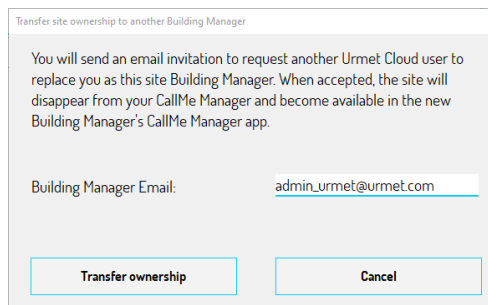 Transfer site ownership to another Building Manager
You will send an email invitation to request another Urmet Cloud user to
replace you as this site Building Manager. When accepted, the site will
disappear from your CallMe Manager and become available in the new
Building Manager's CallMe Manager app.
Building Manager Email: admin_urmet@urmet.com
Transfer ownership Cancel